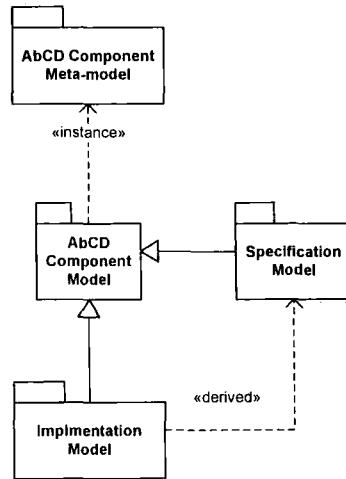 AbCD Component
Meta-model
«instance»
AbCD
Component
Model
Specification
Model
«derived»
Implmentation
Model